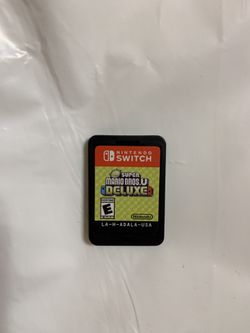 NINTENDO
SWITCH
SUPER
MARIO BROS. U
DELUXE
E
Nintendo
LA-H-ADALA-USA